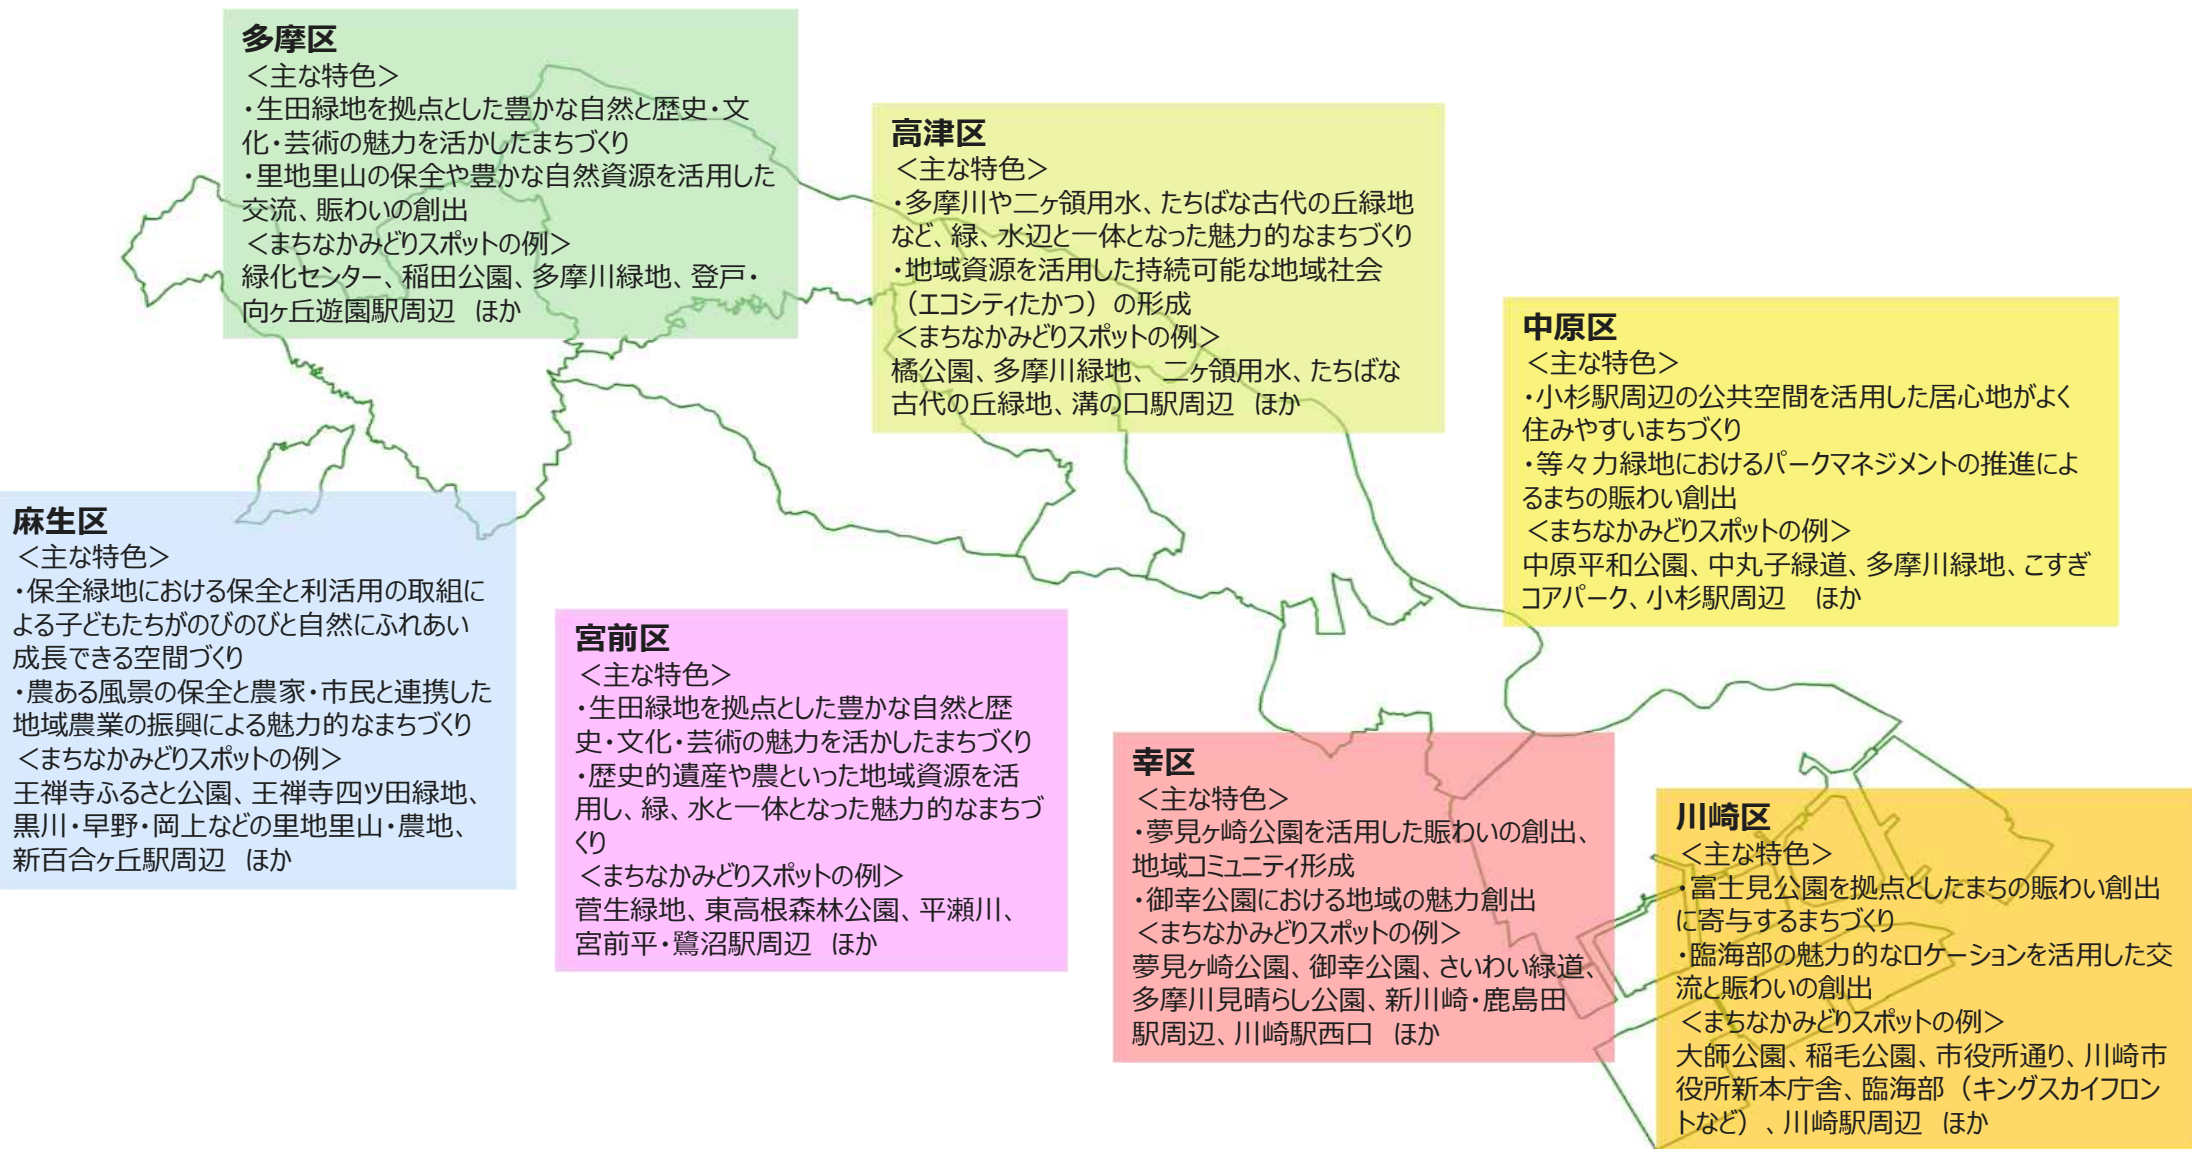 多摩区
＜主な特色＞
・生田緑地を拠点とした豊かな自然と歴史・文
化・芸術の魅力を活かしたまちづくり
・里地里山の保全や豊かな自然資源を活用した
交流、賑わいの創出
＜まちなかみどりスポットの例＞
緑化センター、稲田公園、多摩川緑地、登戸・
向ヶ丘遊園駅周辺　ほか
高津区
＜主な特色＞
・多摩川や二ヶ領用水、たちばな古代の丘緑地
など、緑、水辺と一体となった魅力的なまちづくり
・地域資源を活用した持続可能な地域社会
（エコシティたかつ）の形成
＜まちなかみどりスポットの例＞
橘公園、多摩川緑地、二ヶ領用水、たちばな
古代の丘緑地、溝の口駅周辺　ほか
中原区
＜主な特色＞
・小杉駅周辺の公共空間を活用した居心地がよく
住みやすいまちづくり
・等々力緑地におけるパークマネジメントの推進によ
るまちの賑わい創出
＜まちなかみどりスポットの例＞
中原平和公園、中丸子緑道、多摩川緑地、こすぎ
コアパーク、小杉駅周辺　ほか
麻生区
＜主な特色＞
・保全緑地における保全と利活用の取組に
よる子どもたちがのびのびと自然にふれあい
成長できる空間づくり
・農ある風景の保全と農家・市民と連携した
地域農業の振興による魅力的なまちづくり
＜まちなかみどりスポットの例＞
王禅寺ふるさと公園、王禅寺四ツ田緑地、
黒川・早野・岡上などの里地里山・農地、
新百合ヶ丘駅周辺　ほか
宮前区
＜主な特色＞
・生田緑地を拠点とした豊かな自然と歴
史・文化・芸術の魅力を活かしたまちづくり
・歴史的遺産や農といった地域資源を活
用し、緑、水と一体となった魅力的なまちづ
くり
＜まちなかみどりスポットの例＞
菅生緑地、東高根森林公園、平瀬川、
宮前平・鷺沼駅周辺　ほか
幸区
＜主な特色＞
・夢見ヶ崎公園を活用した賑わいの創出、
地域コミュニティ形成
・御幸公園における地域の魅力創出
＜まちなかみどりスポットの例＞
夢見ヶ崎公園、御幸公園、さいわい緑道、
多摩川見晴らし公園、新川崎・鹿島田
駅周辺、川崎駅西口　ほか
川崎区
＜主な特色＞
・富士見公園を拠点としたまちの賑わい創出
に寄与するまちづくり
・臨海部の魅力的なロケーションを活用した交
流と賑わいの創出
＜まちなかみどりスポットの例＞
大師公園、稲毛公園、市役所通り、川崎市
役所新本庁舎、臨海部（キングスカイフロン
トなど）、川崎駅周辺　ほか